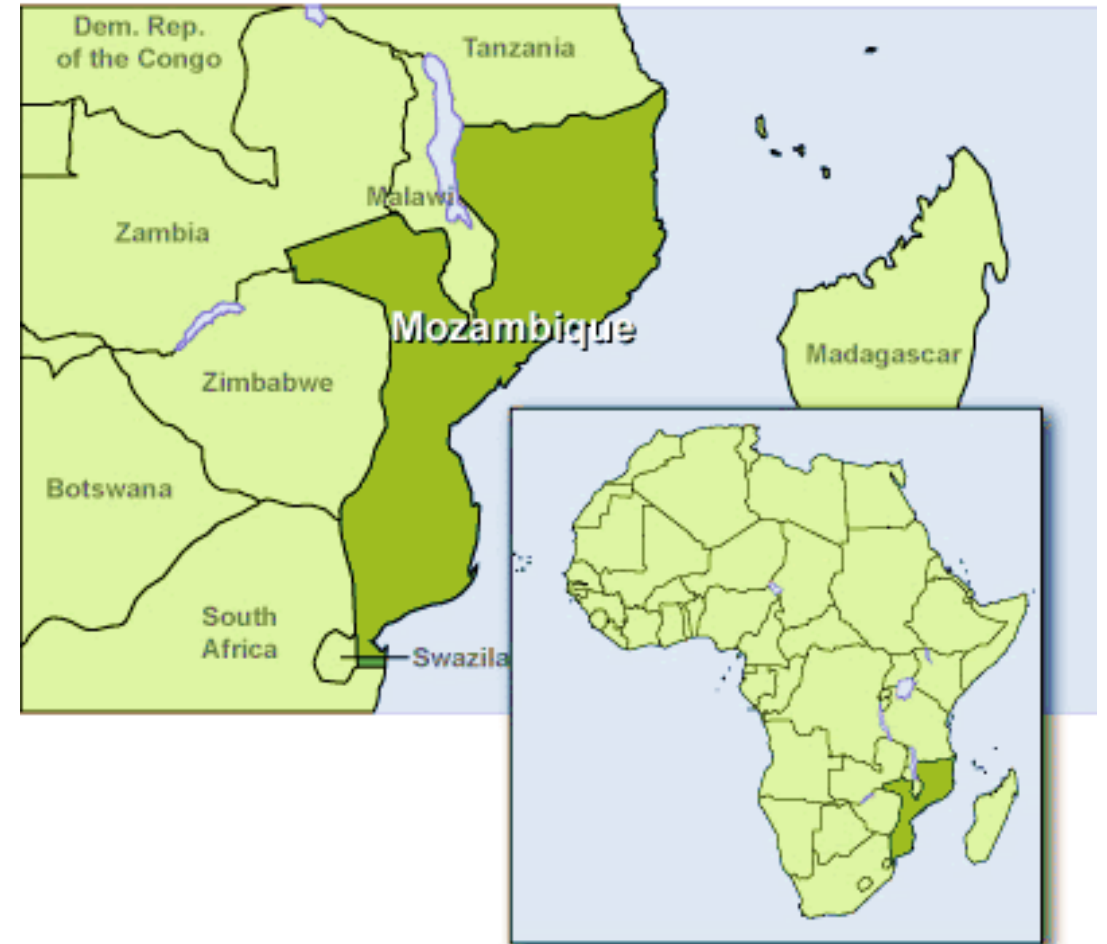 Dem. Rep.
of the Congo
Tanzania
Malawi
Zambia
Mozambique
Madagascar
Zimbabwe
Botswana
South
Africa
Swazila